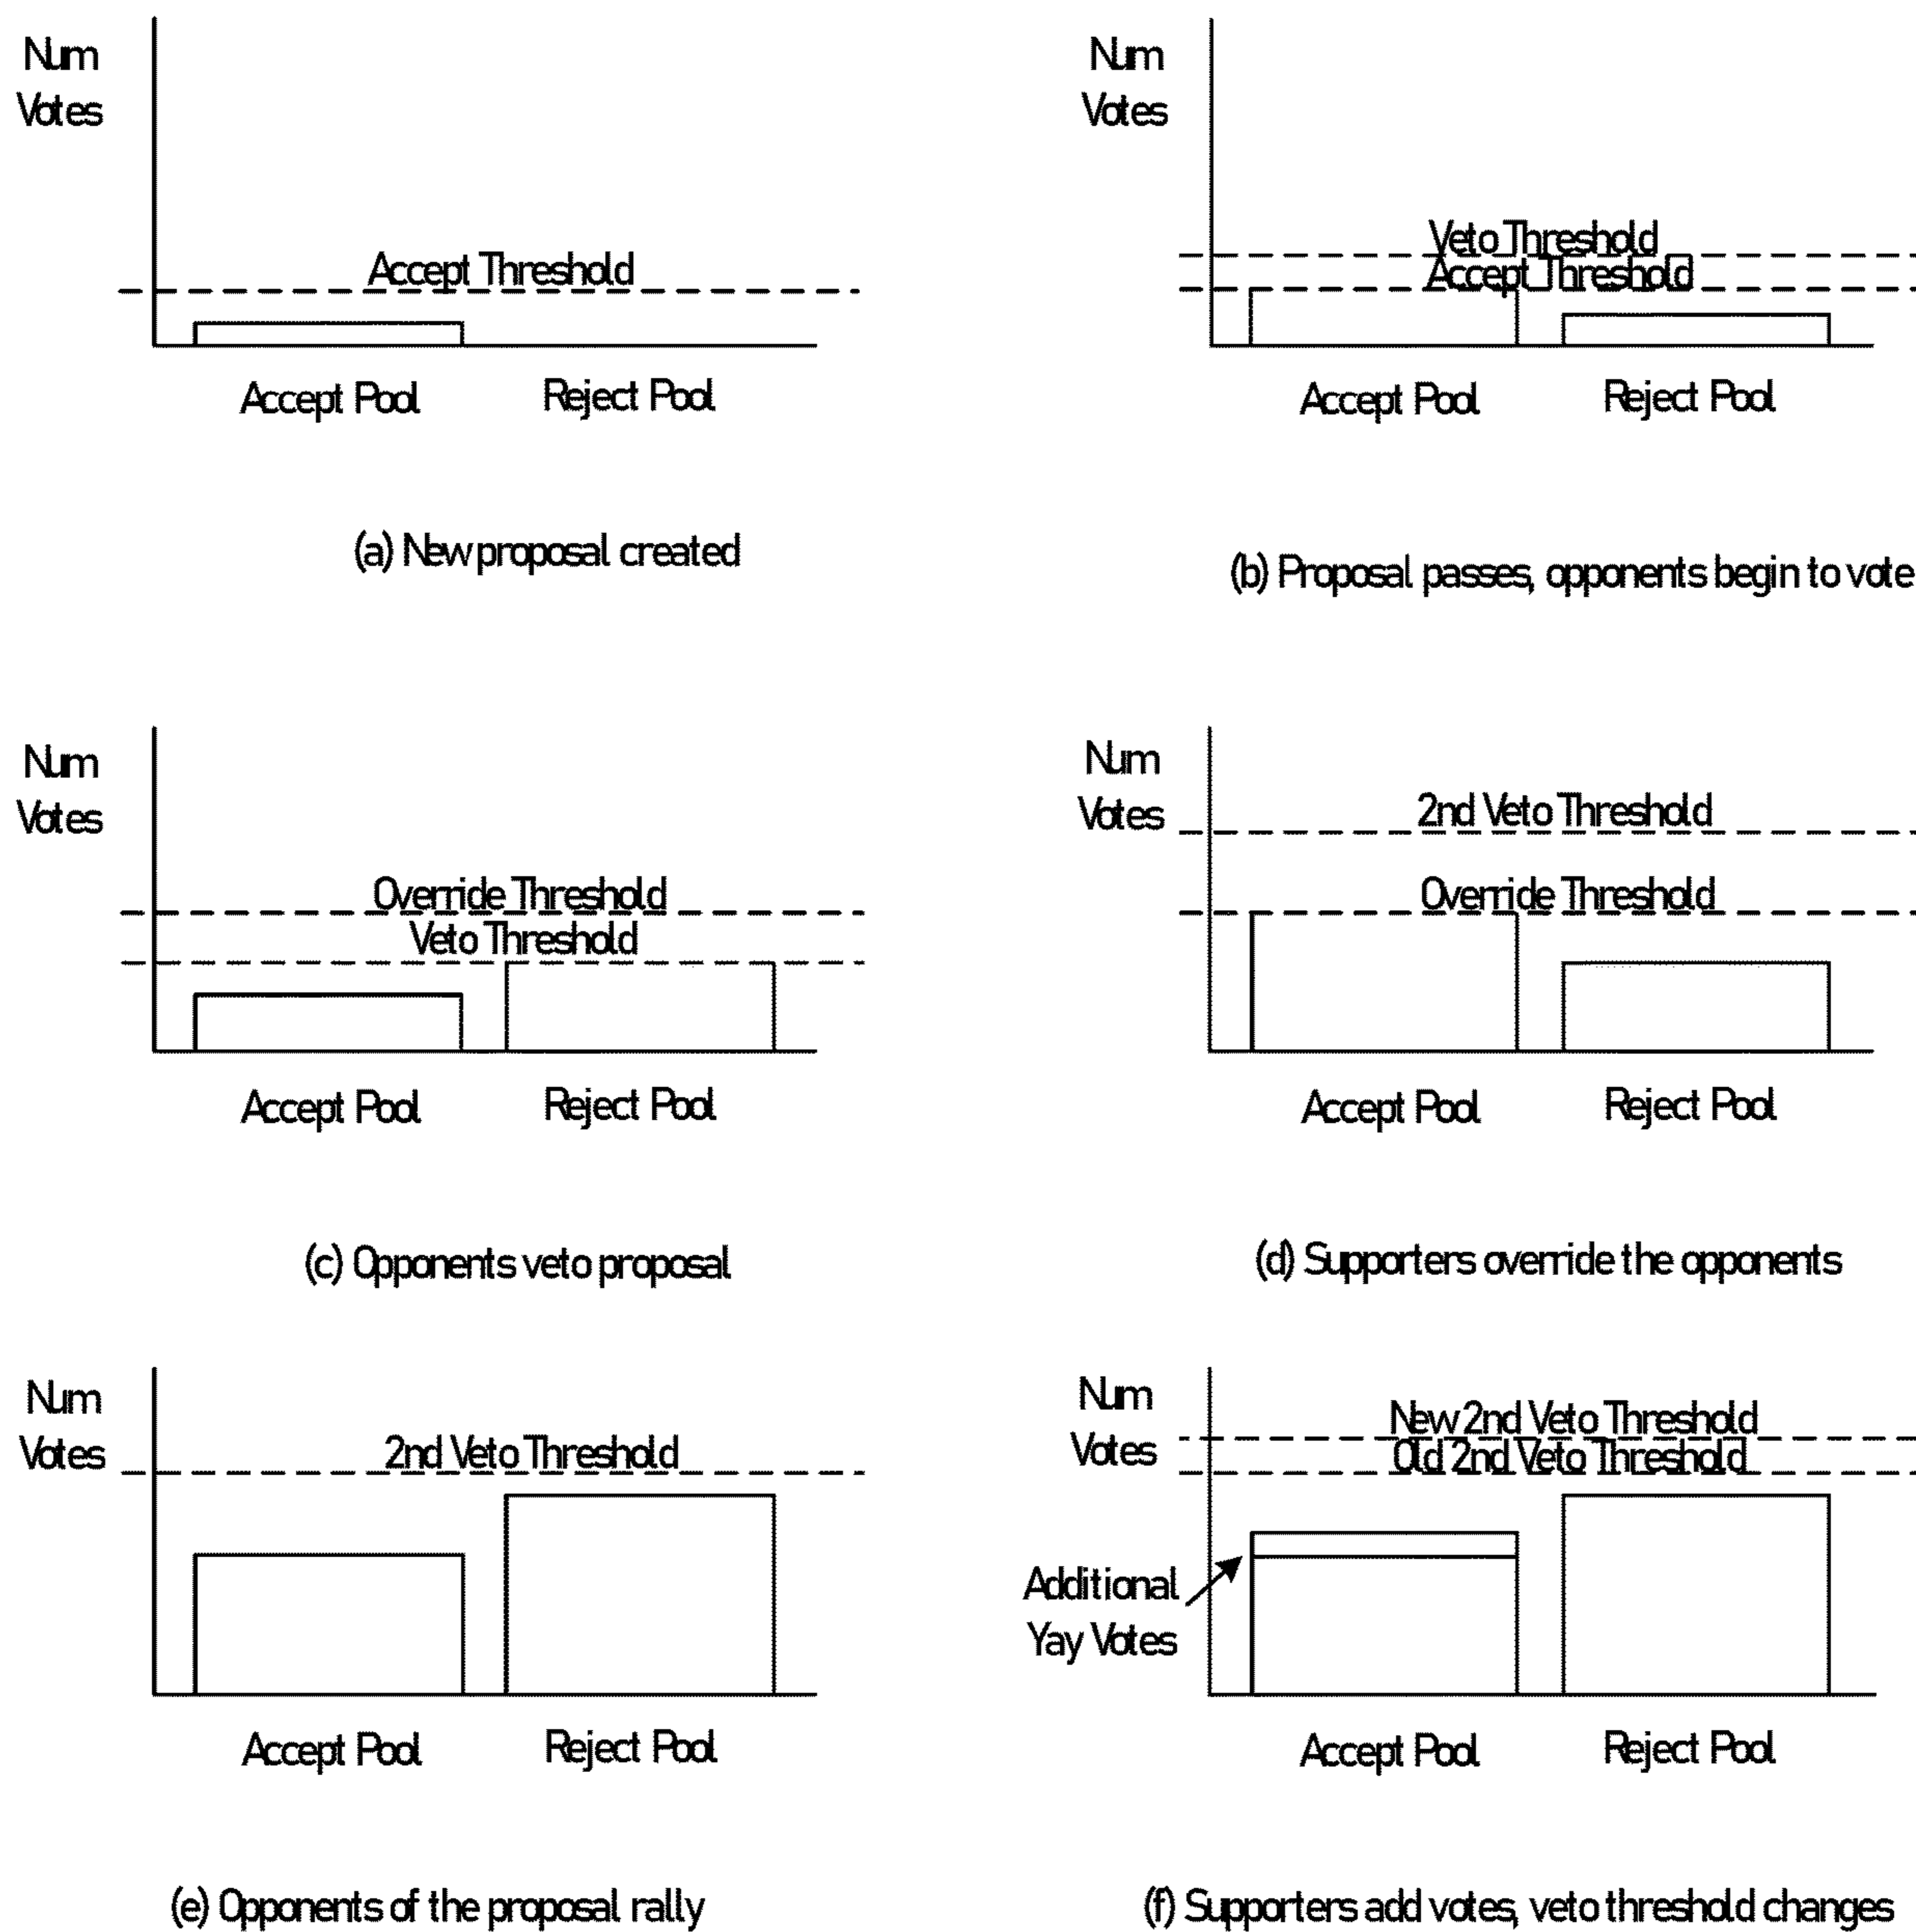 Num
Votes
Accept Threshold
Accept Pool
Reject Pool
(a) New proposal created
Num
Votes
Veto Threshold
Accept Threshold
Accept Pool
Reject Pool
(b) Proposal passes, opponents begin to vote
Num
Votes
Override Threshold
Veto Threshold
Accept Pool
Reject Pool
(c) Opponents veto proposal
Num
Votes
2nd Veto Threshold
Override Threshold
Accept Pool
Reject Pool
(d) Supporters override the opponents
Num
Votes
2nd Veto Threshold
Accept Pool
Reject Pool
(e) Opponents of the proposal rally
Num
Votes
New 2nd Veto Threshold
Old 2nd Veto Threshold
Additional
Yay Votes
Accept Pool
Reject Pool
(f) Supporters add votes, veto threshold changes